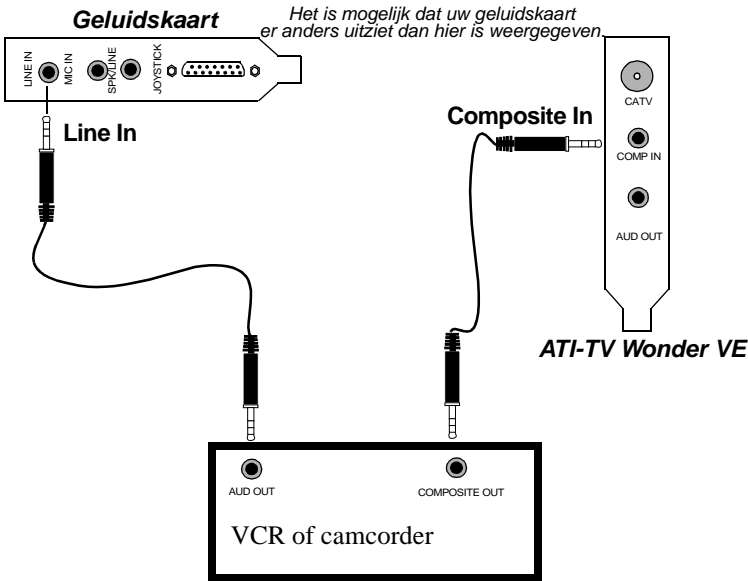 Geluidskaart
Het is mogelijk dat uw geluidskaart
er anders uitziet dan hier is weergegeven.
LINE IN
MIC IN
SPK/LINE
JOYSTICK
Line In
Composite In
CATV
COMP IN
AUD OUT
ATI-TV Wonder VE
AUD OUT
COMPOSITE OUT
VCR of camcorder